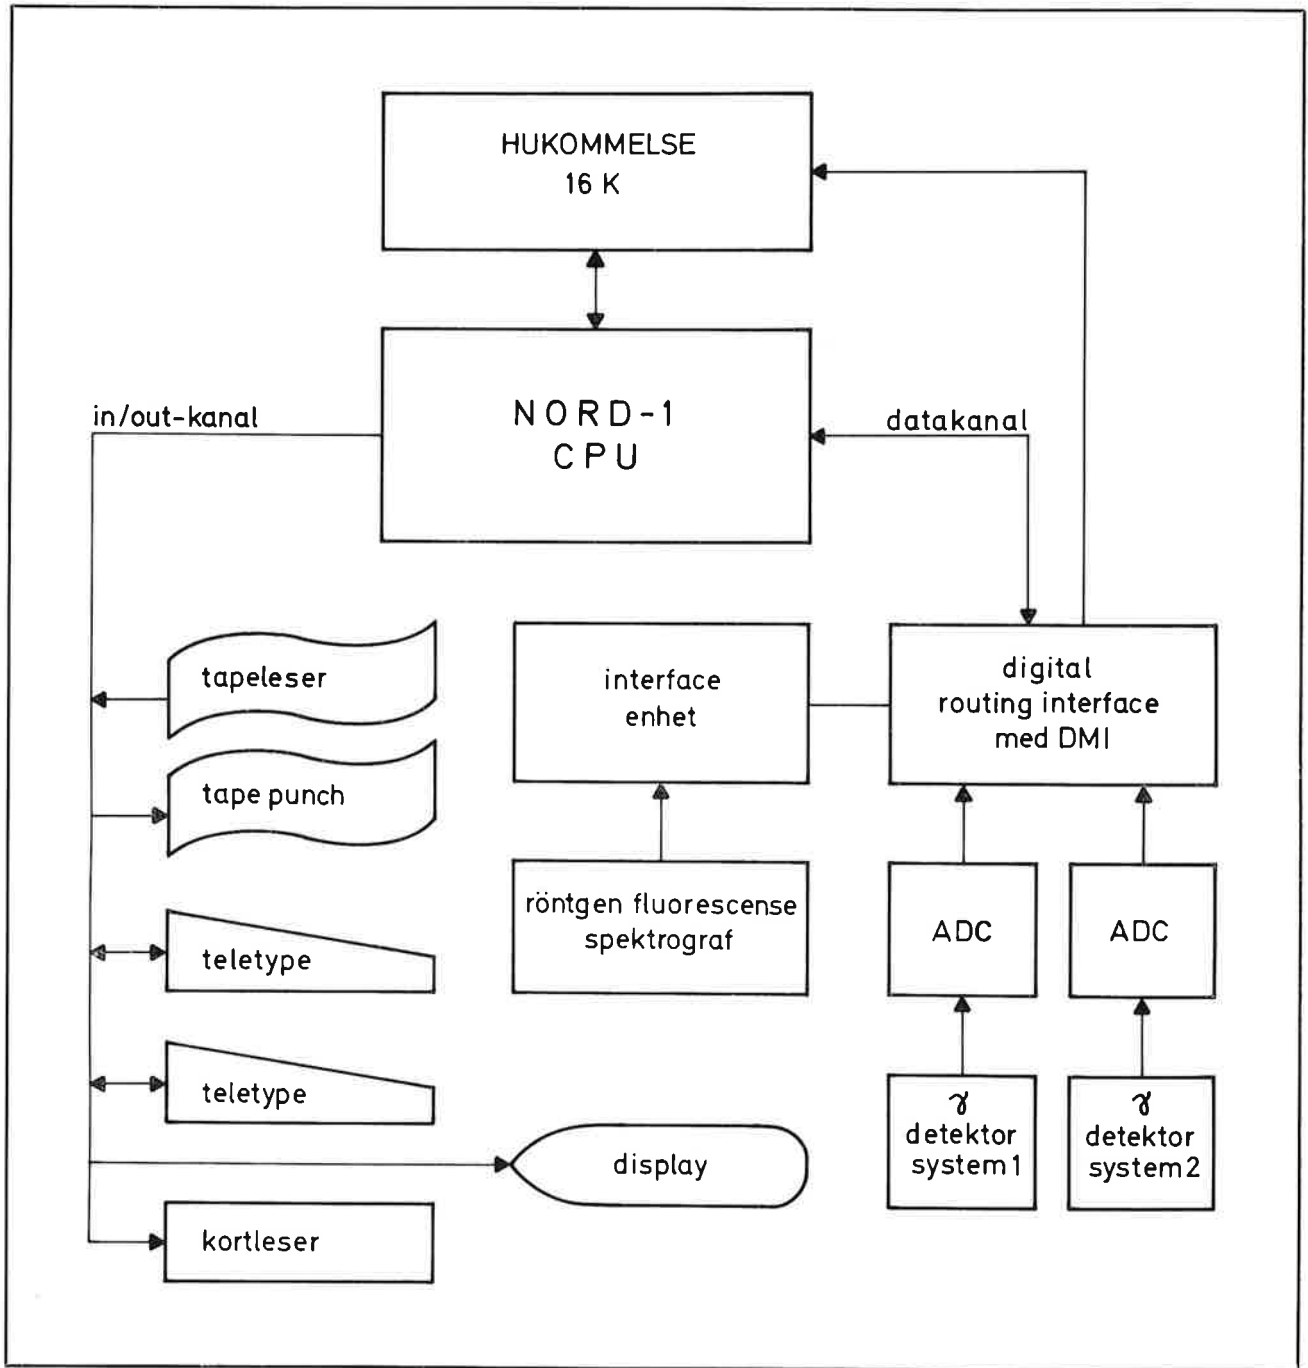 HUKOMMELSE
16 K
in/out-kanal
NORD-1
CPU
datakanal
tapeleser
tape punch
teletype
teletype
display
kortleser
interface
enhet
röntgen fluorescense
spektrograf
digital
routing interface
med DMI
ADC
ADC
γ
detektor
system 1
γ
detektor
system 2